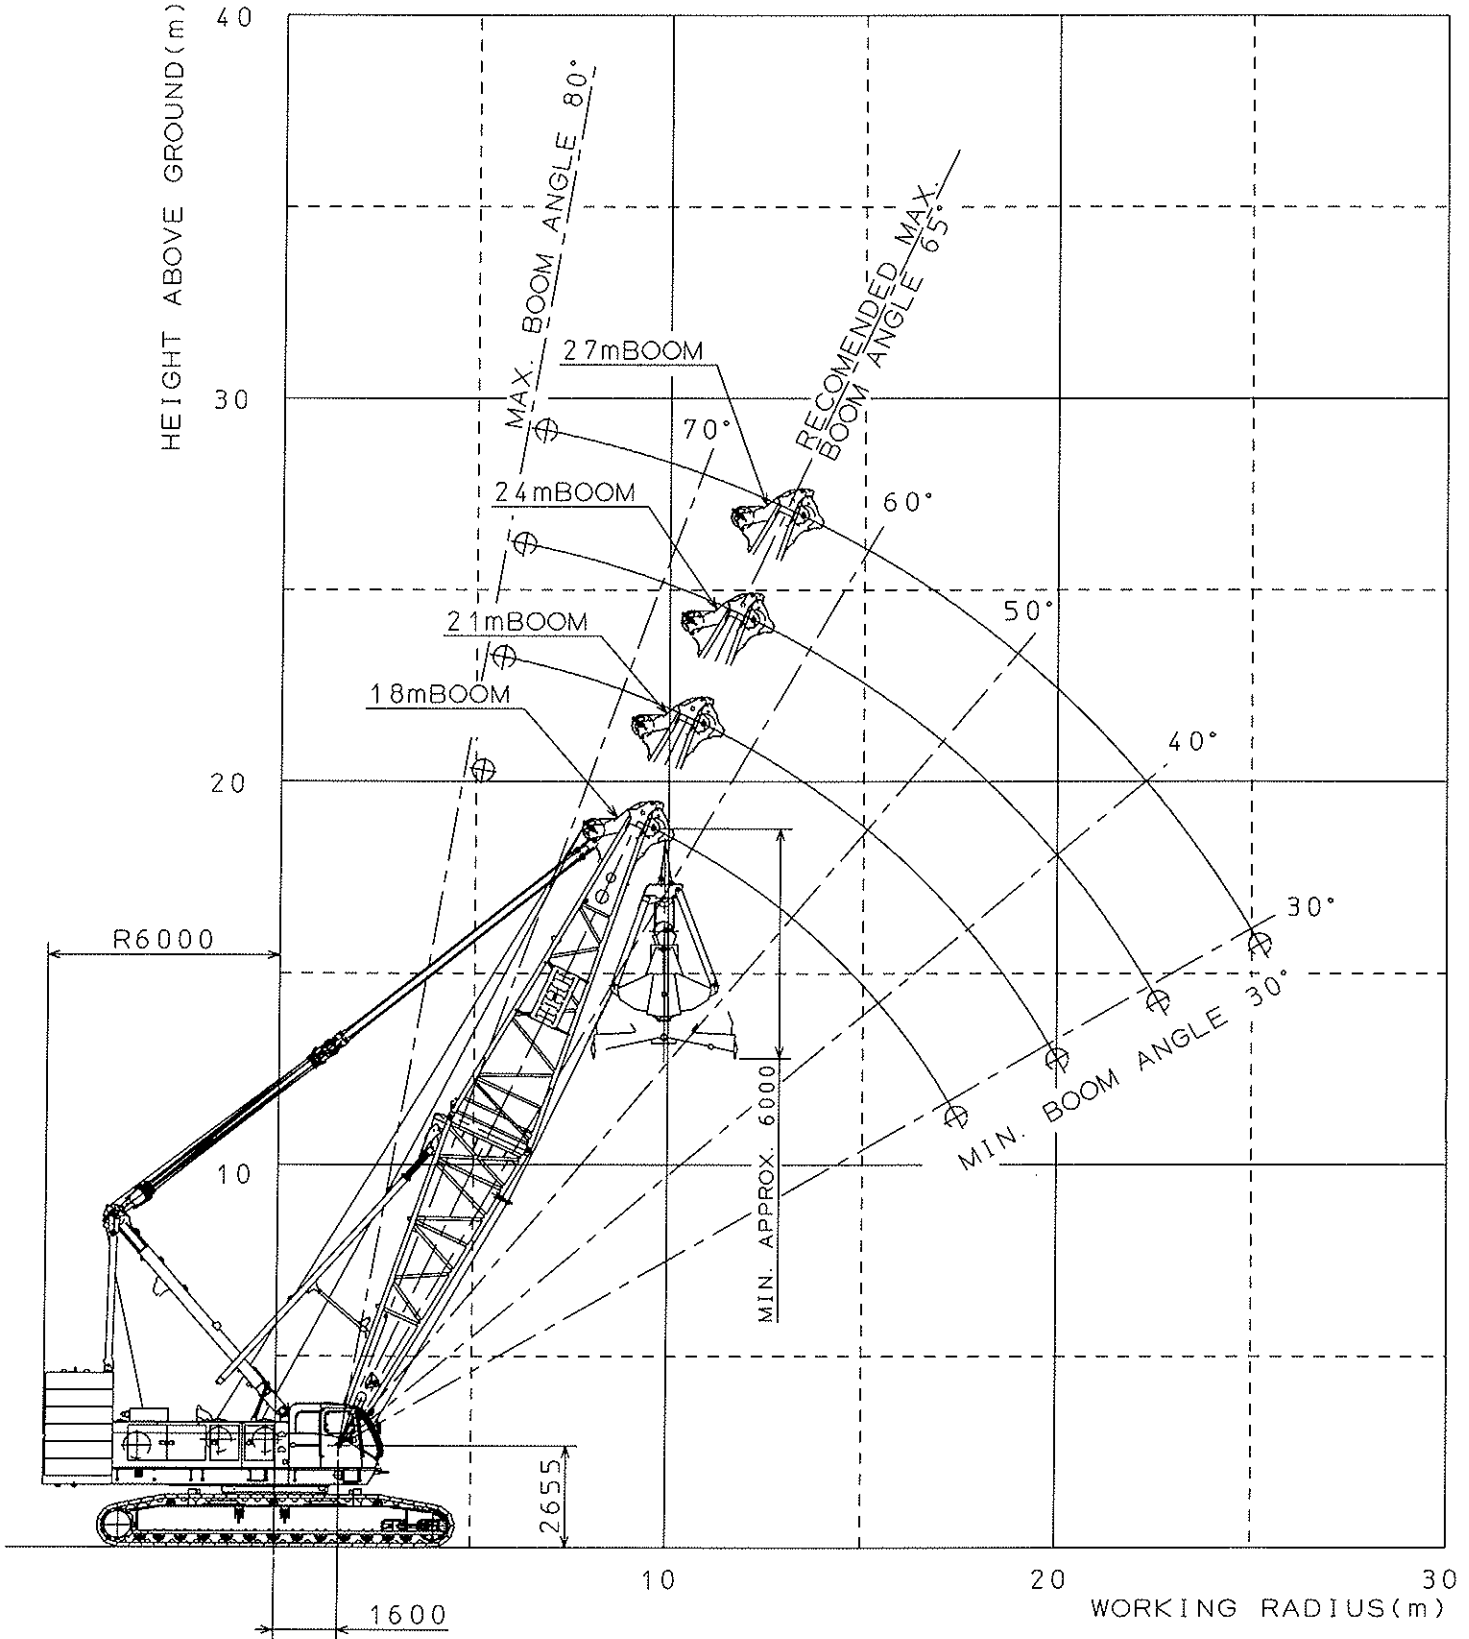 40
HEIGHT ABOVE GROUND(m)
MAX. BOOM ANGLE 80°
RECOMENDED MAX.
BOOM ANGLE 65°
27mBOOM
30
70°
24mBOOM
60°
50°
21mBOOM
18mBOOM
40°
20
30°
R6000
MIN. BOOM ANGLE 30°
MIN. APPROX. 6000
10
2655
10
20
30
WORKING RADIUS(m)
1600